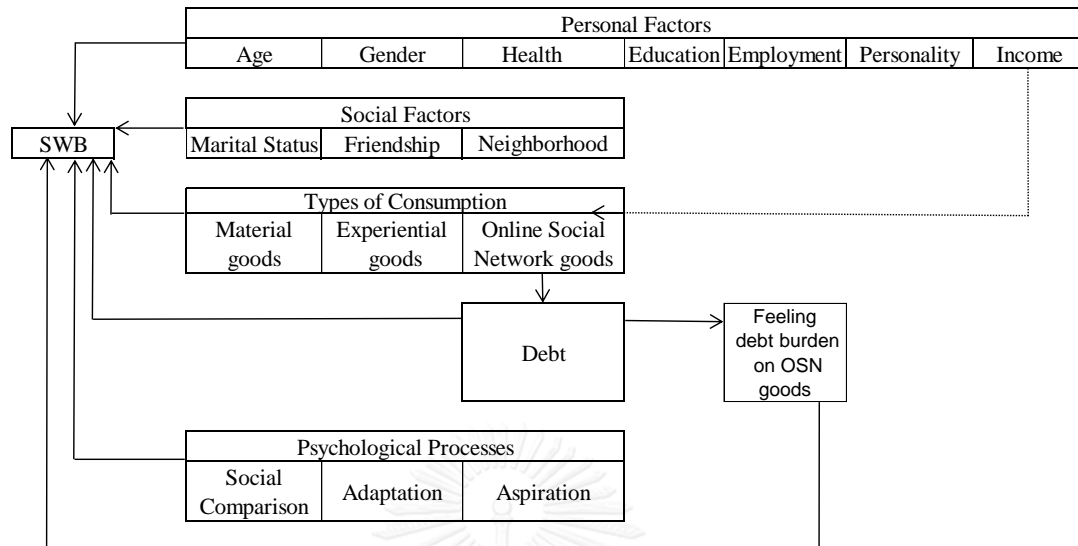 Personal Factors
Age Gender Health Education Employment Personality Income
Social Factors
Marital Status Friendship Neighborhood
SWB
Types of Consumption
Material goods
Experiential goods
Online Social Network goods
Debt
Feeling
debt burden
on OSN
goods
Psychological Processes
Social Comparison
Adaptation
Aspiration